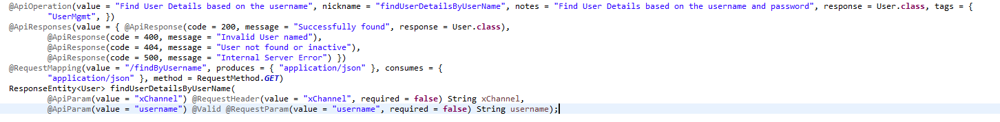 @ApiOperation(value = "Find User Details based on the username", nickname = "findUserDetailsByUserName", notes = "Find User Details based on the username and password", response = User.class, tags = {
"UserMgmt", })
@ApiResponses(value = { @ApiResponse(code = 200, message = "Successfully found", response = User.class),
@ApiResponse(code = 400, message = "Invalid User named"),
@ApiResponse(code = 404, message = "User not found or inactive"),
@ApiResponse(code = 500, message = "Internal Server Error") })
@RequestMapping(value = "/findByUsername", produces = { "application/json" }, consumes = {
"application/json" }, method = RequestMethod.GET)
ResponseEntity<User> findUserDetailsByUserName(
@ApiParam(value = "xChannel") @RequestHeader(value = "xChannel", required = false) String xChannel,
@ApiParam(value = "username") @Valid @RequestParam(value = "username", required = false) String username);